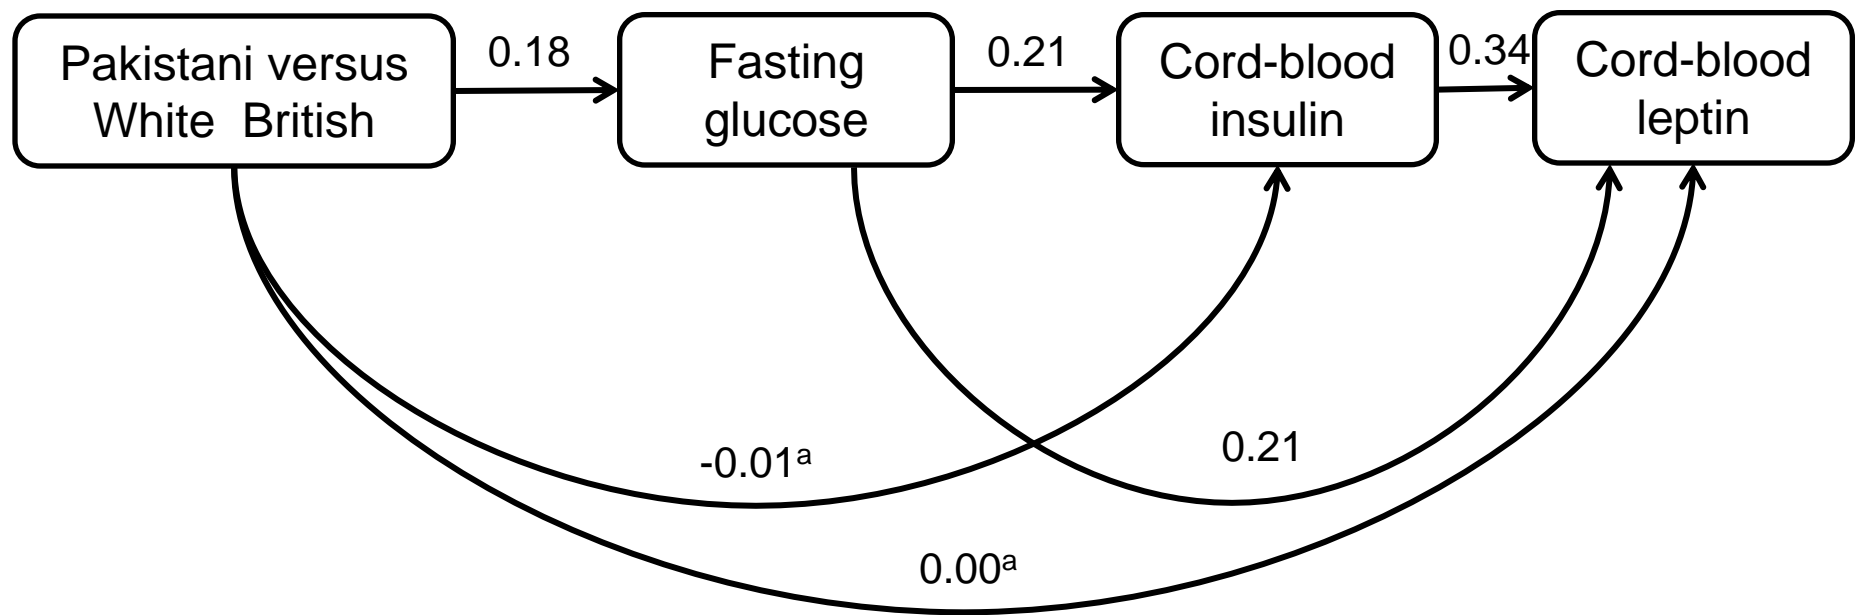 Pakistani versus
White British
0.18
Fasting
glucose
0.21
Cord-blood
insulin
0.34
Cord-blood
leptin
-0.01ᵃ
0.21
0.00ᵃ